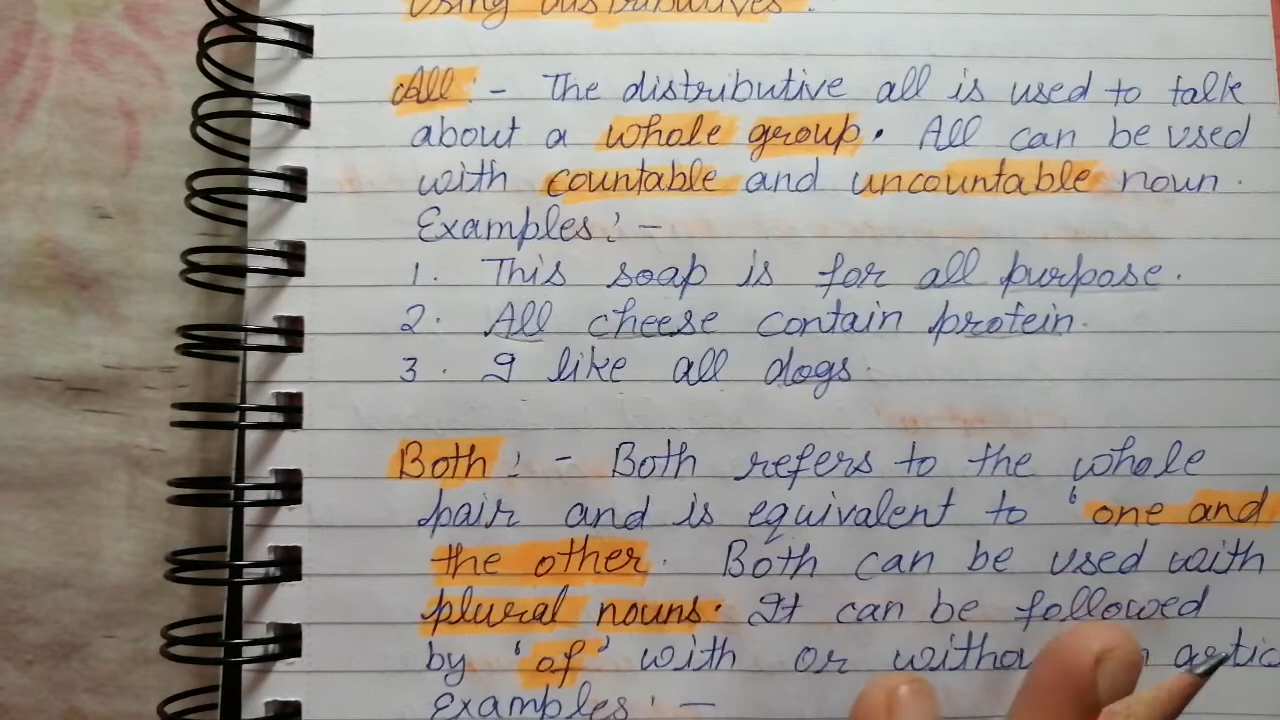 using distributives.
All :- The distributive all is used to talk
about a whole group. All can be used
with countable and uncountable noun.
Examples :-
1. This soap is for all purpose.
2. All cheese contain protein.
3. I like all dogs.
Both :- Both refers to the whole
pair and is equivalent to 'one and
the other. Both can be used with
plural nouns. It can be followed
by 'of' with or
Examples :-